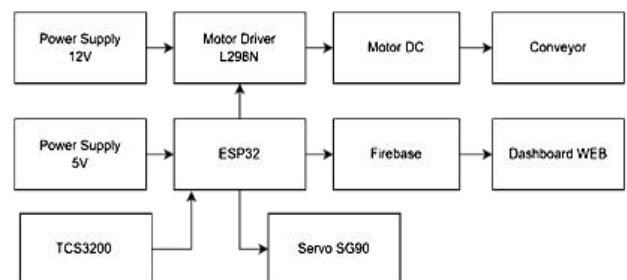 Power Supply
12V
Motor Driver
L298N
Motor DC
Conveyor
Power Supply
5V
ESP32
Firebase
Dashboard WEB
TCS3200
Servo SG90